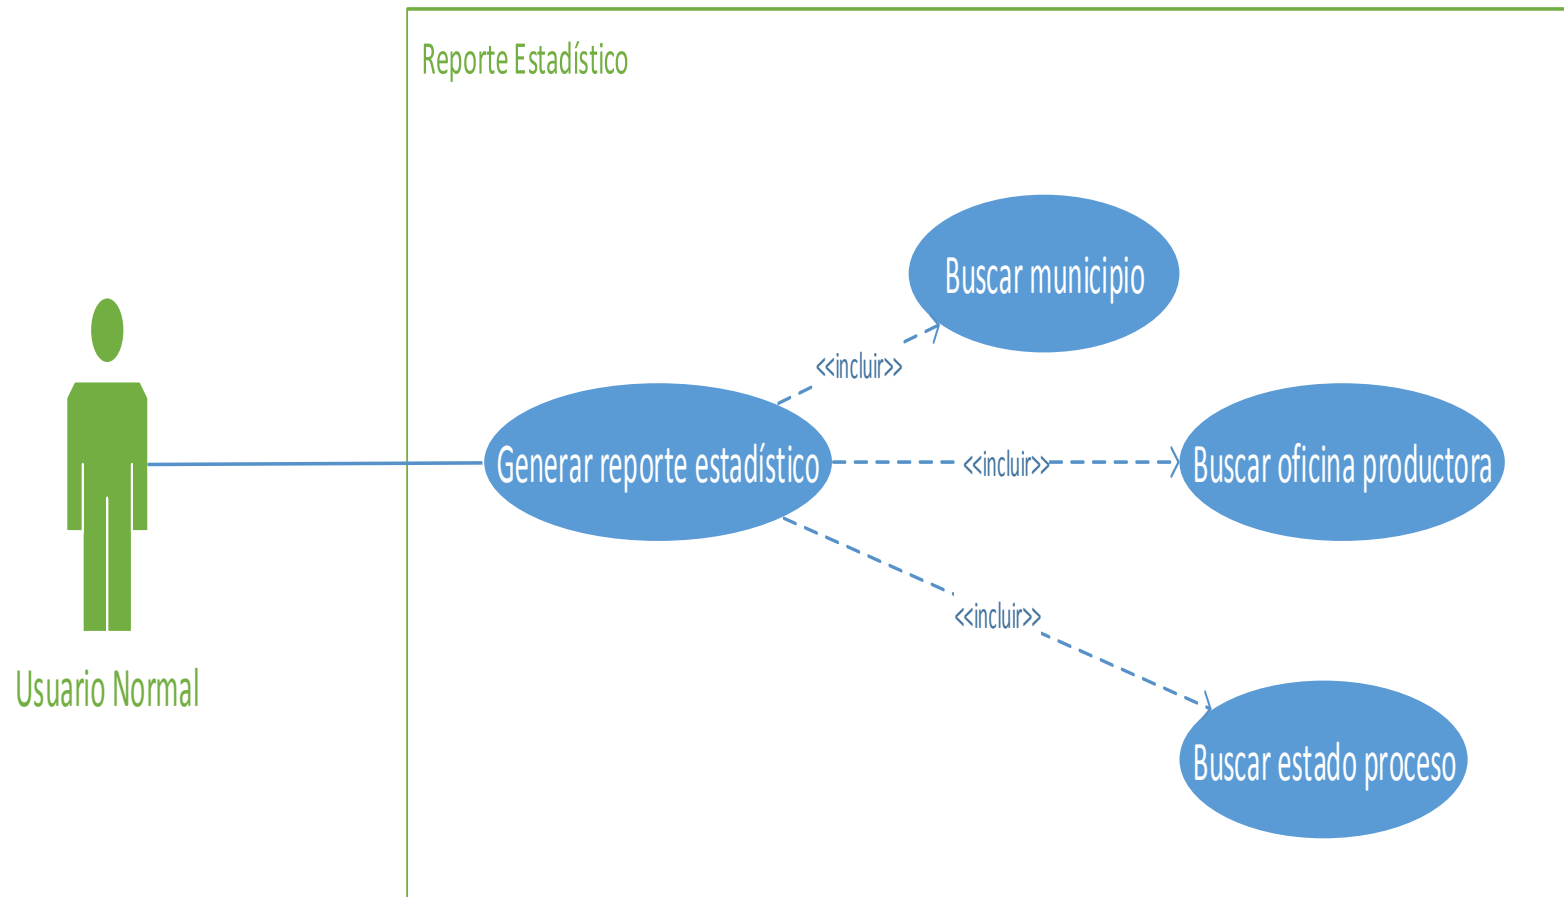 Reporte Estadístico
Buscar municipio
<<incluir>>
Generar reporte estadístico
<<incluir>>
Buscar oficina productora
<<incluir>>
Usuario Normal
Buscar estado proceso